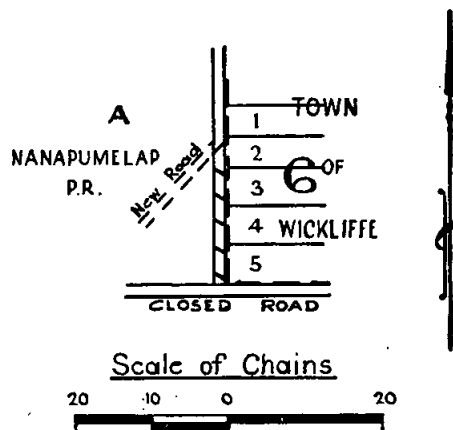 A
TOWN
1
NANAPUMELAP
P.R.
New Road
2
6 OF
3
4
WICKLIFFE
5
CLOSED ROAD
Scale of Chains
20 10 0 20